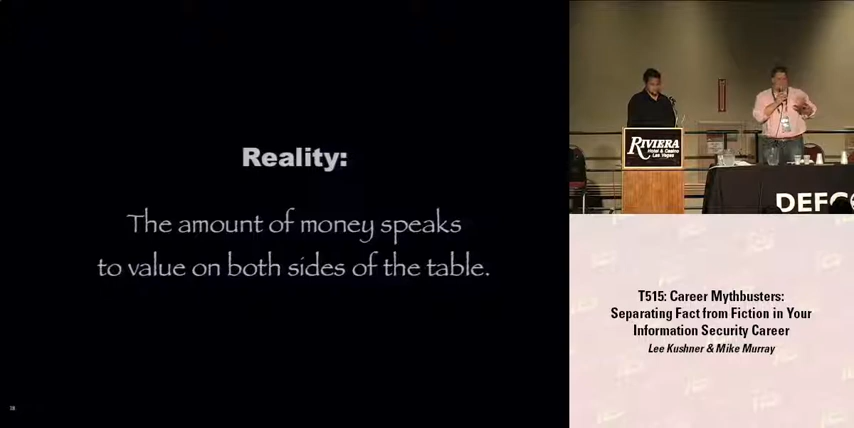 Reality:
The amount of money speaks
to value on both sides of the table.
RIVIERA
Hotel & Casino
Las Vegas
DEFC
T515: Career Mythbusters:
Separating Fact from Fiction in Your
Information Security Career
Lee Kushner & Mike Murray